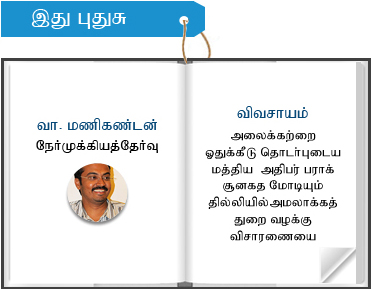 இது புதுசு
வா. மணிகண்டன்
நேர்முக்கியத்தேர்வு
விவசாயம்
அலைக்கற்றை
ஓதுக்கீடு தொடர்புடைய
மத்திய அதிபர் பராக்
சூனகத மோடியும்
தில்லியில்அமலாக்கத்
துறை வழக்கு
விசாரணையை